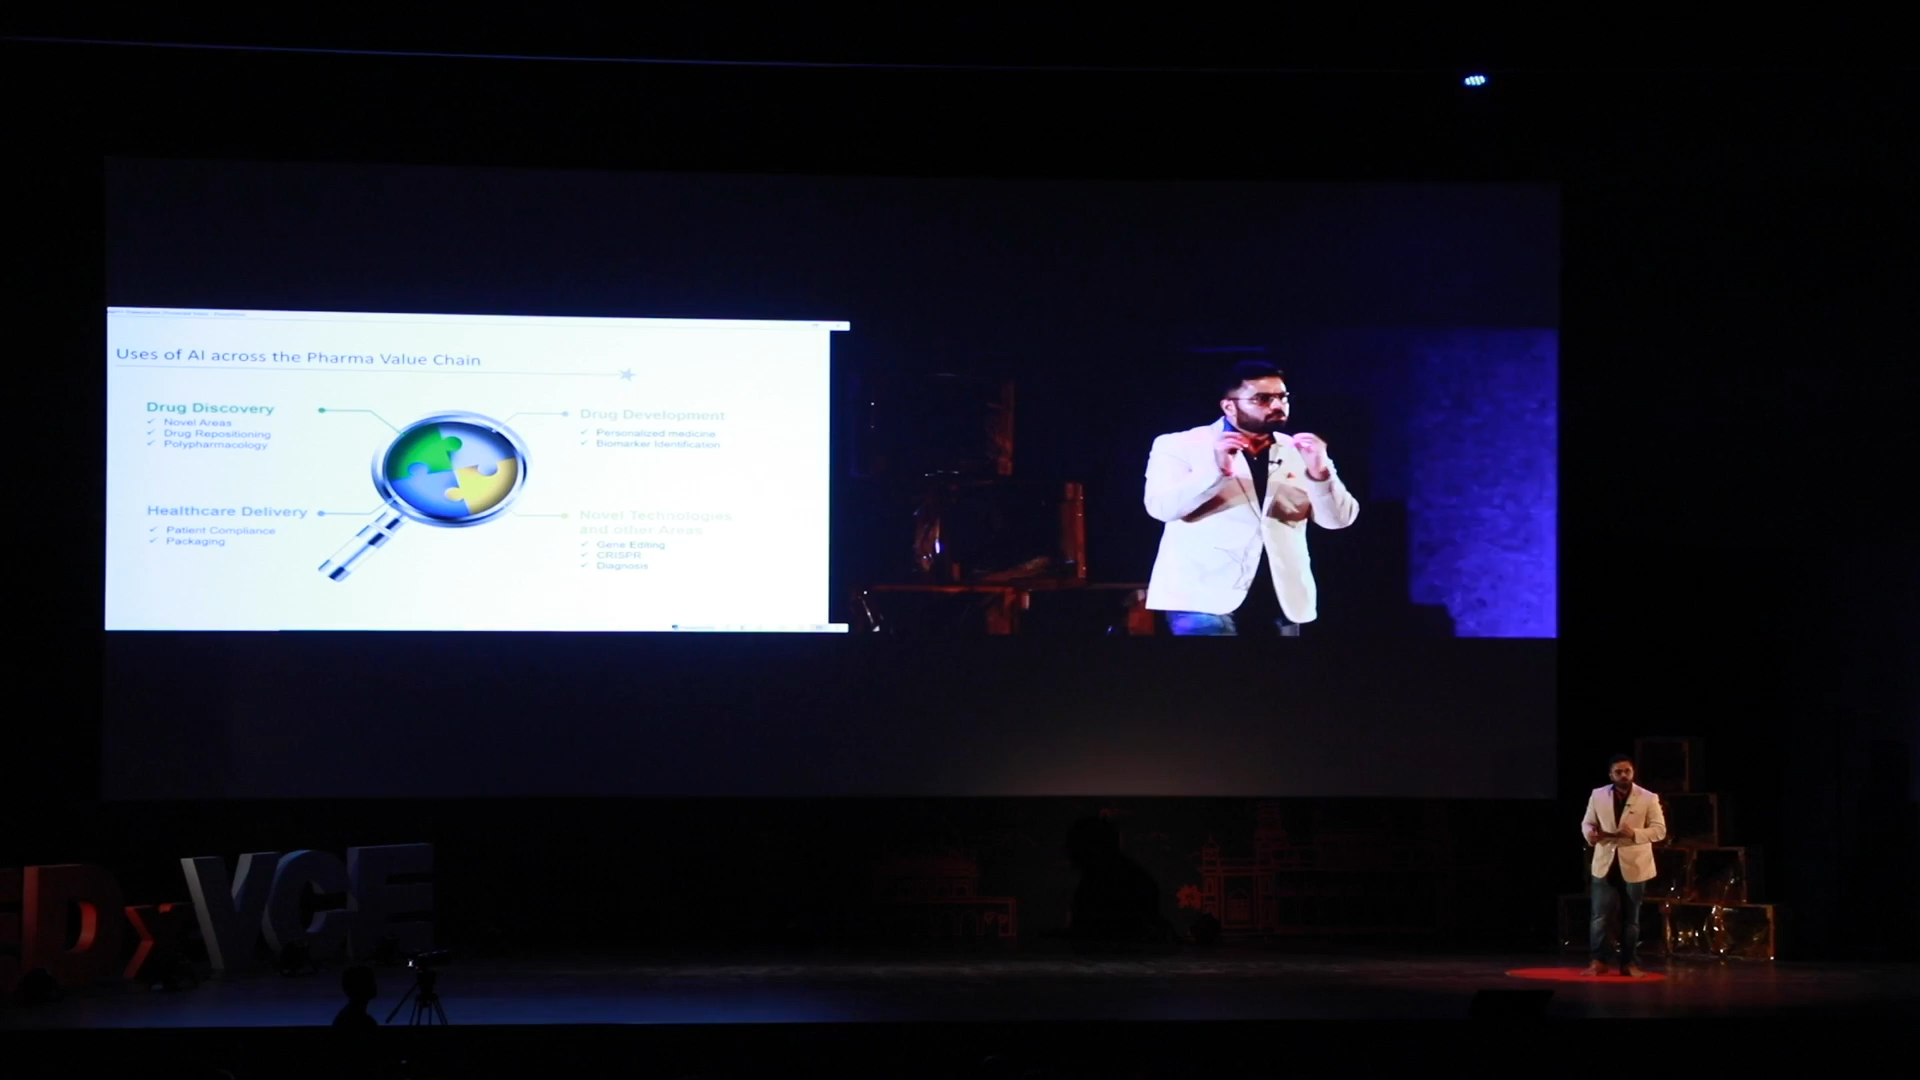 Uses of AI across the Pharma Value Chain
Drug Discovery
✓ Novel Areas
✓ Drug Repositioning
✓ Polypharmacology
Drug Development
✓ Personalized medicine
✓ Biomarker Identification
Healthcare Delivery
✓ Patient Compliance
✓ Packaging
Novel Technologies
and other Areas
✓ Gene Editing
✓ CRISPR
✓ Diagnosis
EDxYCE